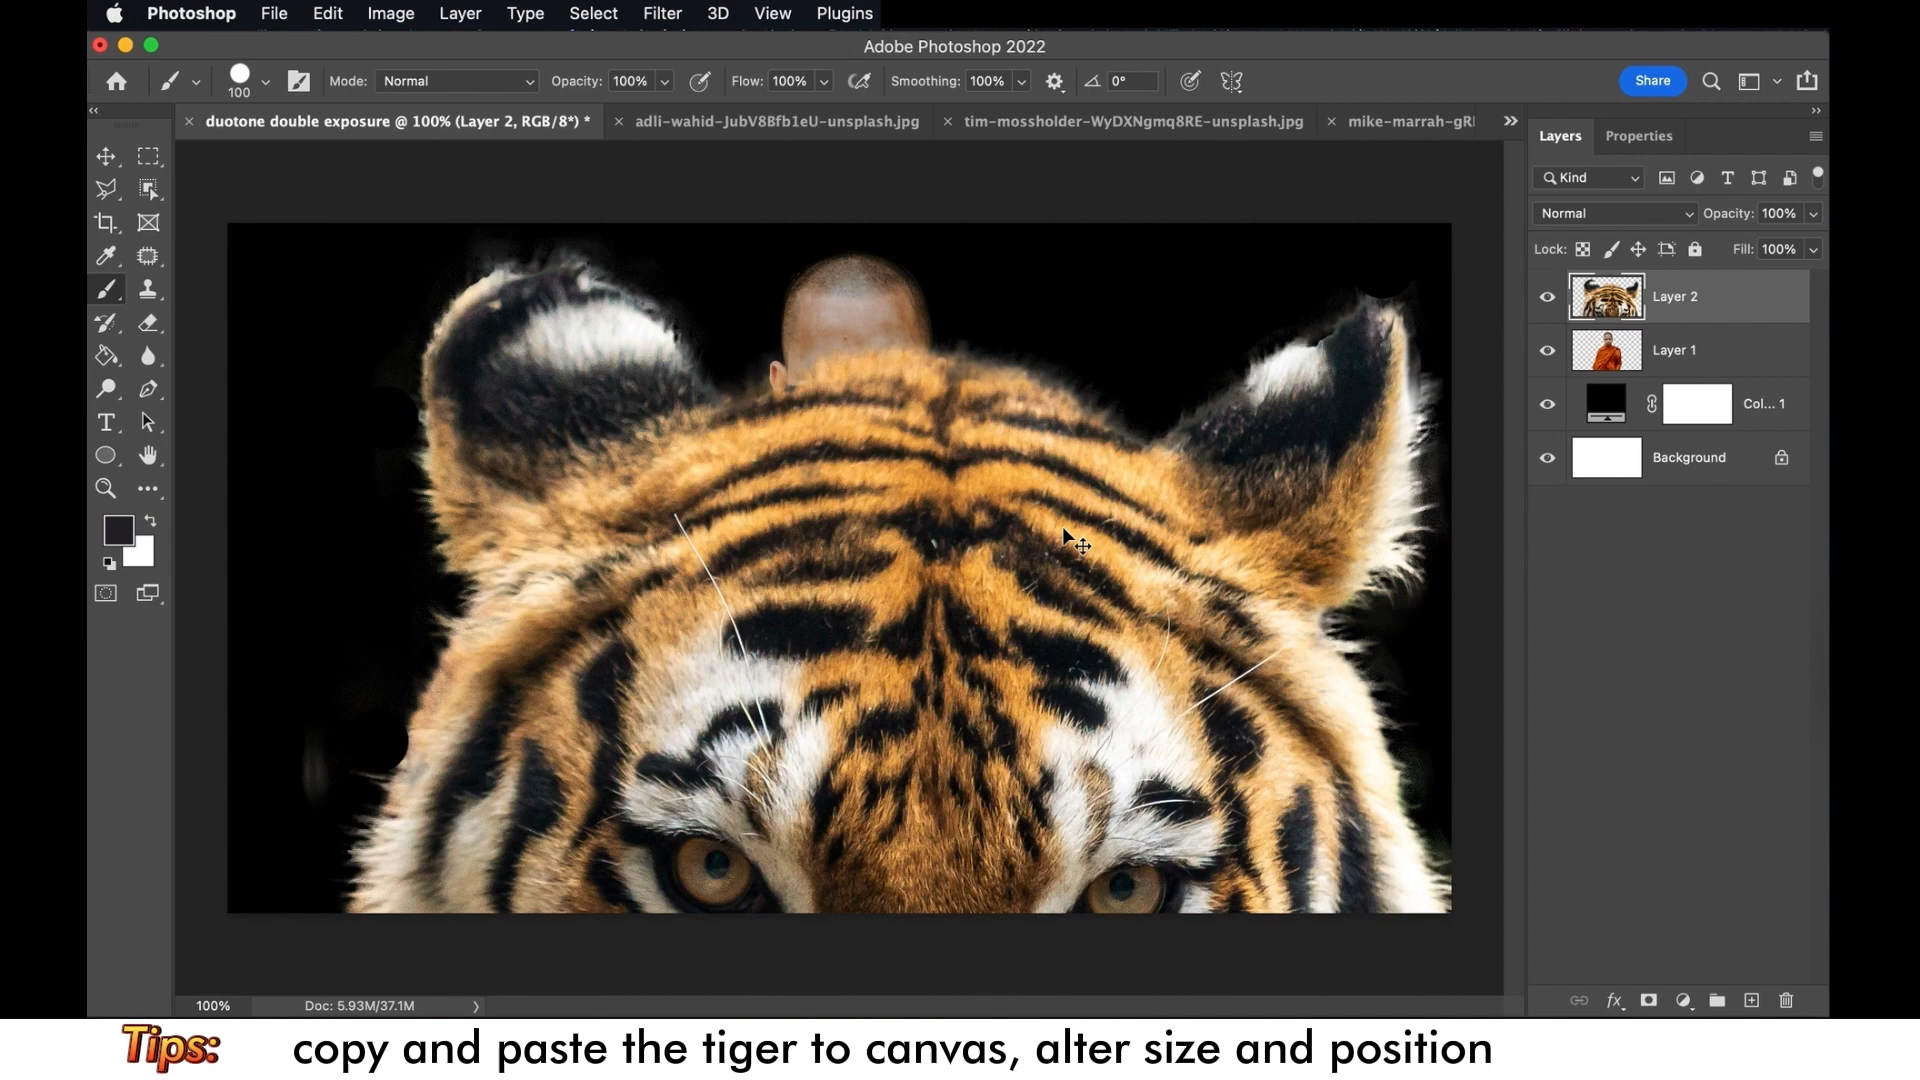 Photoshop File Edit Image Layer Type Select Filter 3D View Plugins
Adobe Photoshop 2022
100 Mode: Normal Opacity: 100% Flow: 100% Smoothing: 100% 0° Share
duotone double exposure @ 100% (Layer 2, RGB/8*) * adli-wahid-JubV8Bfb1eU-unsplash.jpg tim-mossholder-WyDXNgmq8RE-unsplash.jpg mike-marrah-gR
Layers Properties
Kind
Normal Opacity: 100%
Lock: Fill: 100%
Layer 2
Layer 1
Col... 1
Background
100% Doc: 5.93M/37.1M
Tips: copy and paste the tiger to canvas, alter size and position